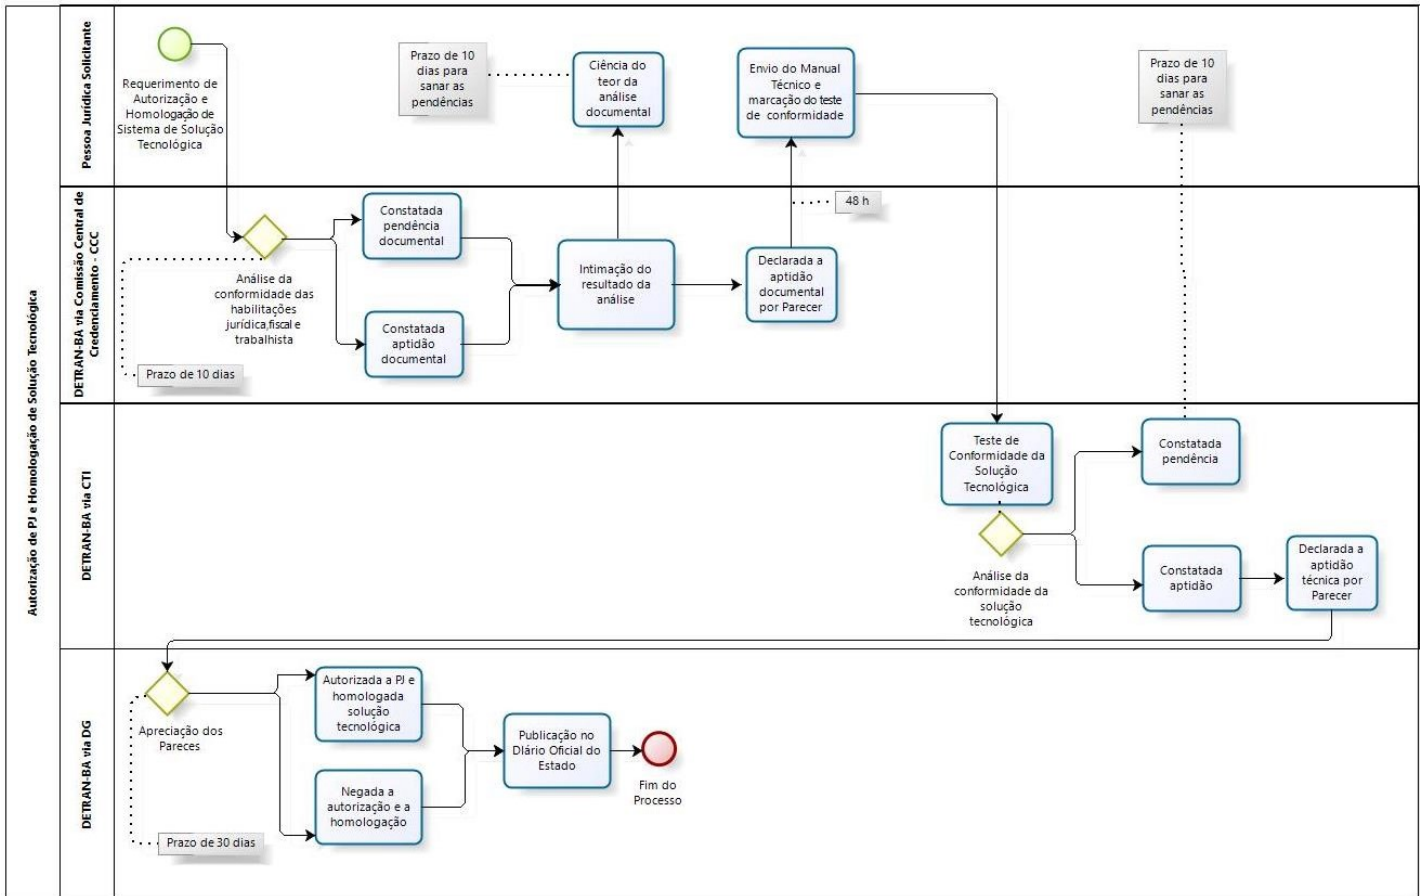 Autorização de PJ e Homologação de Solução Tecnológica
Pessoa Jurídica Solicitante
Requerimento de
Autorização e
Homologação de
Sistema de Solução
Tecnológica
Prazo de 10
dias para
sanar as
pendências
Ciência do
teor da
análise
documental
Envio do Manual
Técnico e
marcação do teste
de conformidade
Prazo de 10
dias para
sanar as
pendências
DETRAN-BA via Comissão Central de
Credenciamento - CCC
Análise da
conformidade das
habilitações
jurídica,fiscal e
trabalhista
Prazo de 10 dias
Constatada
pendência
documental
Constatada
aptidão
documental
Intimação do
resultado da
análise
48 h
Declarada a
aptidão
documental
por Parecer
DETRAN-BA via CTI
Teste de
Conformidade da
Solução
Tecnológica
Análise da
conformidade da
solução
tecnológica
Constatada
pendência
Constatada
aptidão
Declarada a
aptidão
técnica por
Parecer
DETRAN-BA via DG
Apreciação dos
Pareces
Prazo de 30 dias
Autorizada a PJ e
homologada
solução
tecnológica
Negada a
autorização e a
homologação
Publicação no
DIário Oficial do
Estado
Fim do
Processo